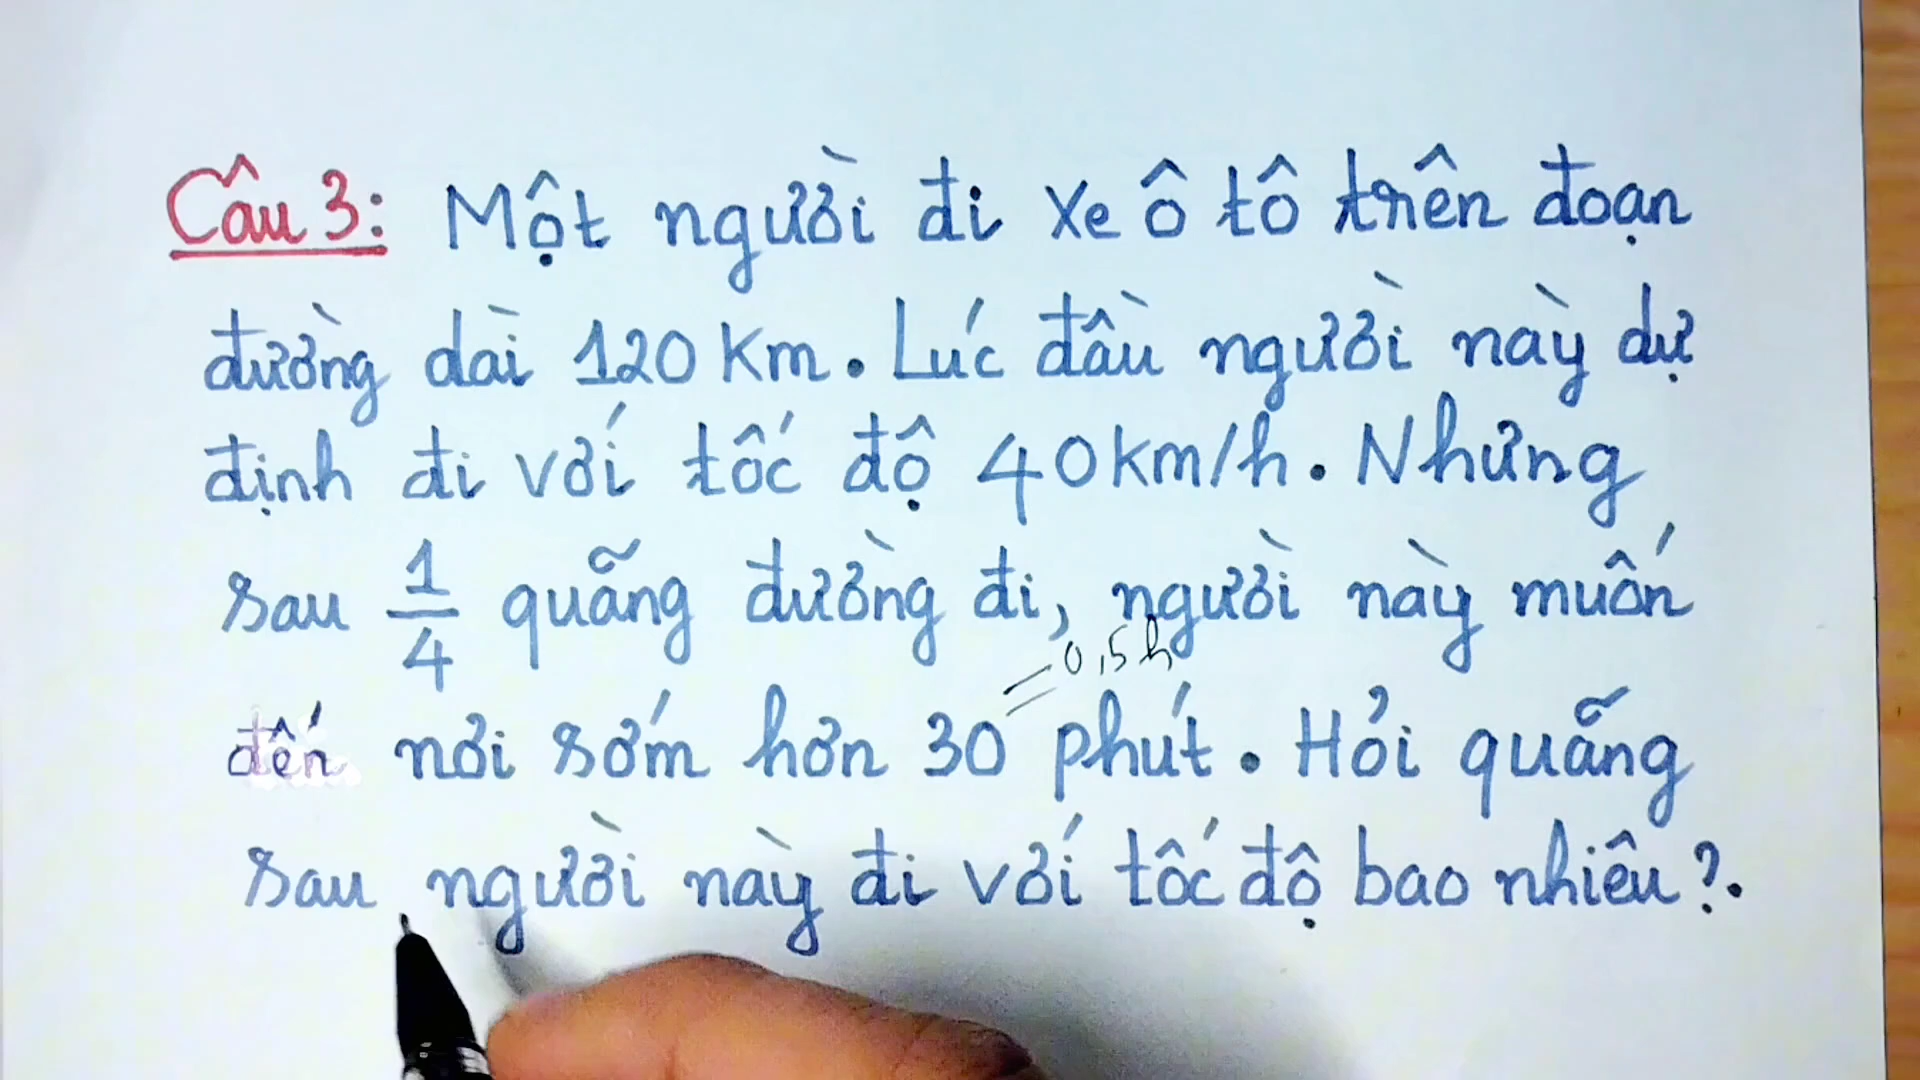 Câu 3: Một người đi xe ô tô trên đoạn
đường dài 120 km. Lúc đầu người này dự
định đi với tốc độ 40km/h. Nhưng
sau 1/4 quãng đường đi, người này muốn
= 0,5h
đến nơi sớm hơn 30 phút. Hỏi quãng
sau người này đi với tốc độ bao nhiêu?.